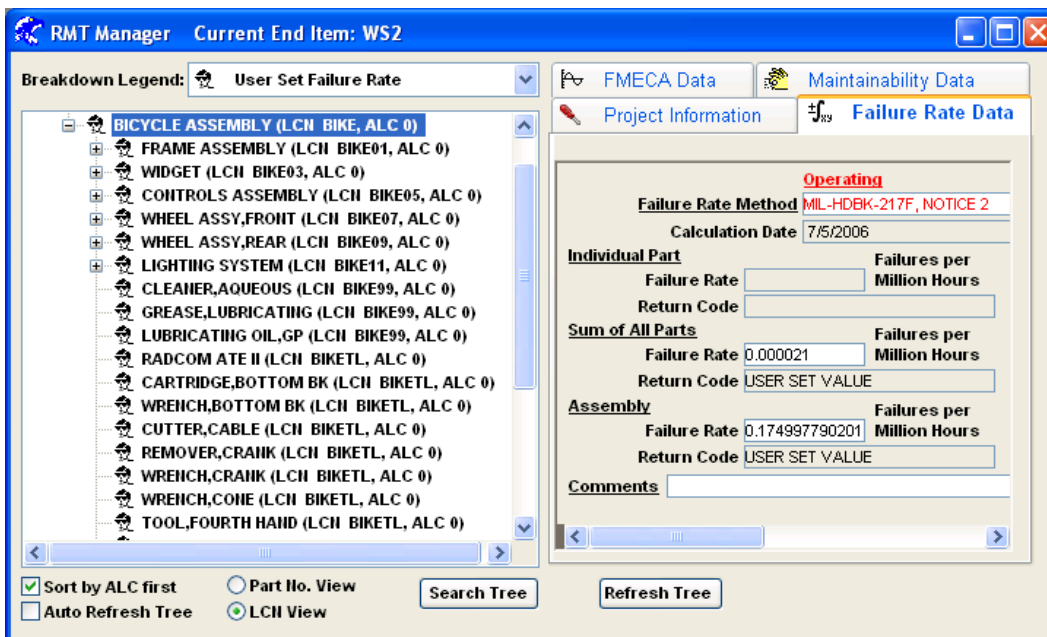 RMT Manager Current End Item: WS2
Breakdown Legend: User Set Failure Rate
BICYCLE ASSEMBLY (LCN BIKE, ALC 0)
FRAME ASSEMBLY (LCN BIKE01, ALC 0)
WIDGET (LCN BIKE03, ALC 0)
CONTROLS ASSEMBLY (LCN BIKE05, ALC 0)
WHEEL ASSY,FRONT (LCN BIKE07, ALC 0)
WHEEL ASSY,REAR (LCN BIKE09, ALC 0)
LIGHTING SYSTEM (LCN BIKE11, ALC 0)
CLEANER,AQUEOUS (LCN BIKE99, ALC 0)
GREASE,LUBRICATING (LCN BIKE99, ALC 0)
LUBRICATING OIL,GP (LCN BIKE99, ALC 0)
RADCOM ATE II (LCN BIKETL, ALC 0)
CARTRIDGE,BOTTOM BK (LCN BIKETL, ALC 0)
WRENCH,BOTTOM BK (LCN BIKETL, ALC 0)
CUTTER,CABLE (LCN BIKETL, ALC 0)
REMOVER,CRANK (LCN BIKETL, ALC 0)
WRENCH,CRANK (LCN BIKETL, ALC 0)
WRENCH,CONE (LCN BIKETL, ALC 0)
TOOL,FOURTH HAND (LCN BIKETL, ALC 0)
Sort by ALC first Part No. View
Auto Refresh Tree LCN View
Search Tree
FMECA Data Maintainability Data
Project Information Failure Rate Data
Operating
Failure Rate Method MIL-HDBK-217F, NOTICE 2
Calculation Date 7/5/2006
Individual Part Failures per
Failure Rate Million Hours
Return Code
Sum of All Parts Failures per
Failure Rate 0.000021 Million Hours
Return Code USER SET VALUE
Assembly Failures per
Failure Rate 0.174997790201 Million Hours
Return Code USER SET VALUE
Comments
Refresh Tree